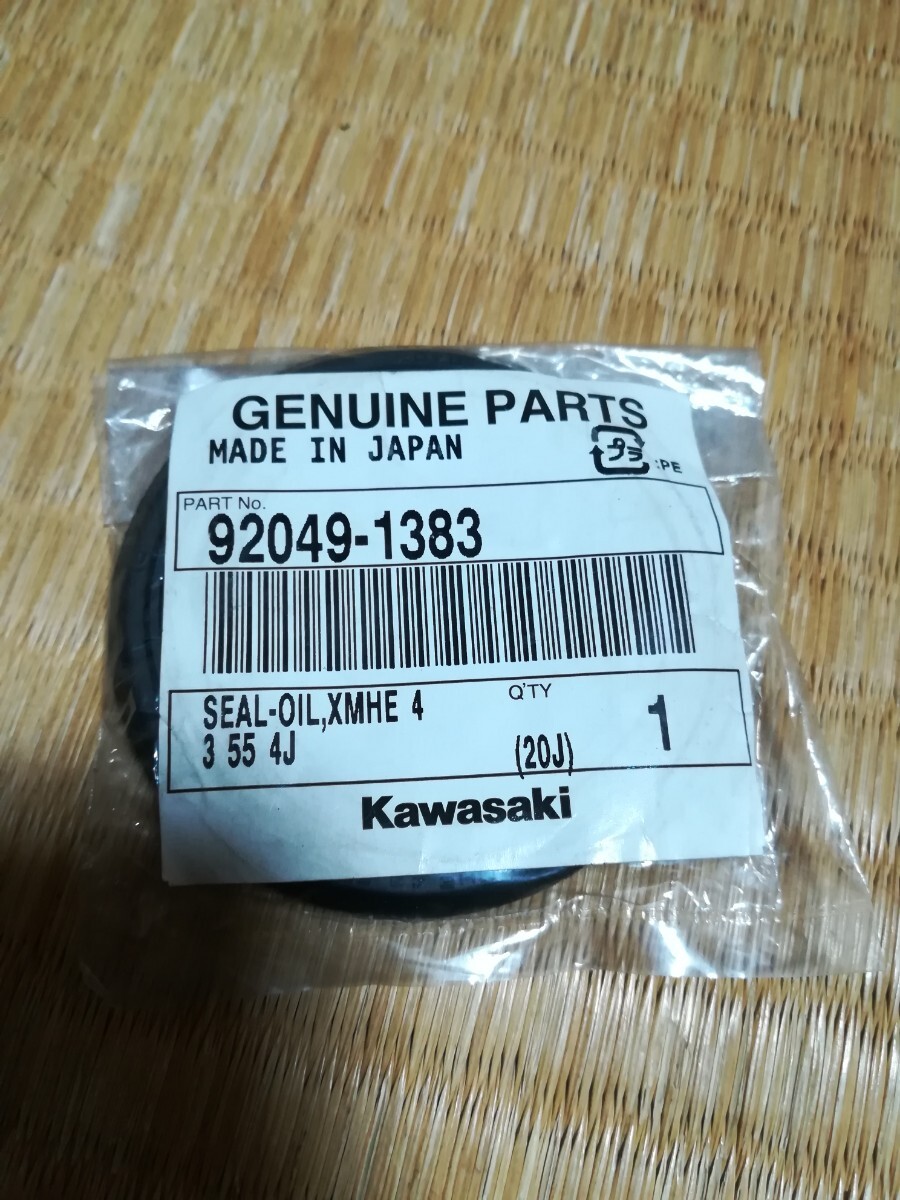 GENUINE PARTS
MADE IN JAPAN
プラ
:PE
PART No.
92049-1383
SEAL-OIL,XMHE 4
3 55 4J
Q'TY
(20J)
1
Kawasaki